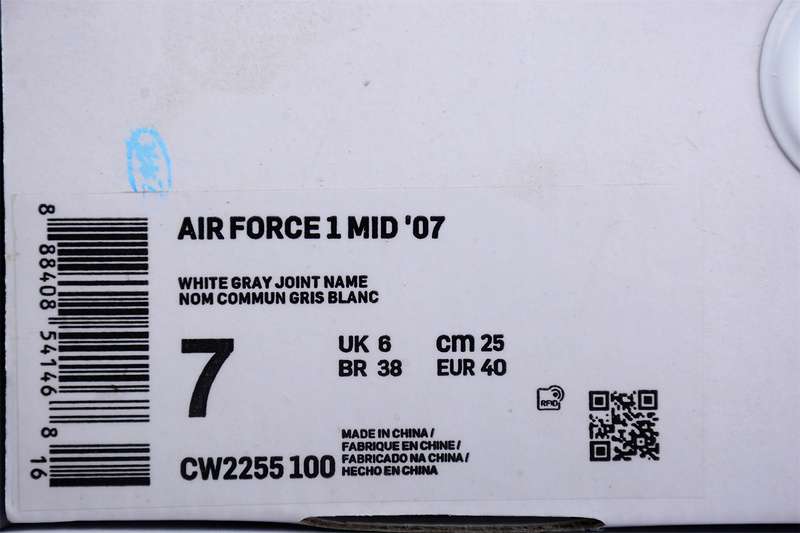 AIR FORCE 1 MID '07
WHITE GRAY JOINT NAME
NOM COMMUN GRIS BLANC
7
UK 6
cm 25
BR 38
EUR 40
CW2255 100
MADE IN CHINA /
FABRIQUE EN CHINE /
FABRICADO NA CHINA /
HECHO EN CHINA
RFID
8 88408 54146 8
16